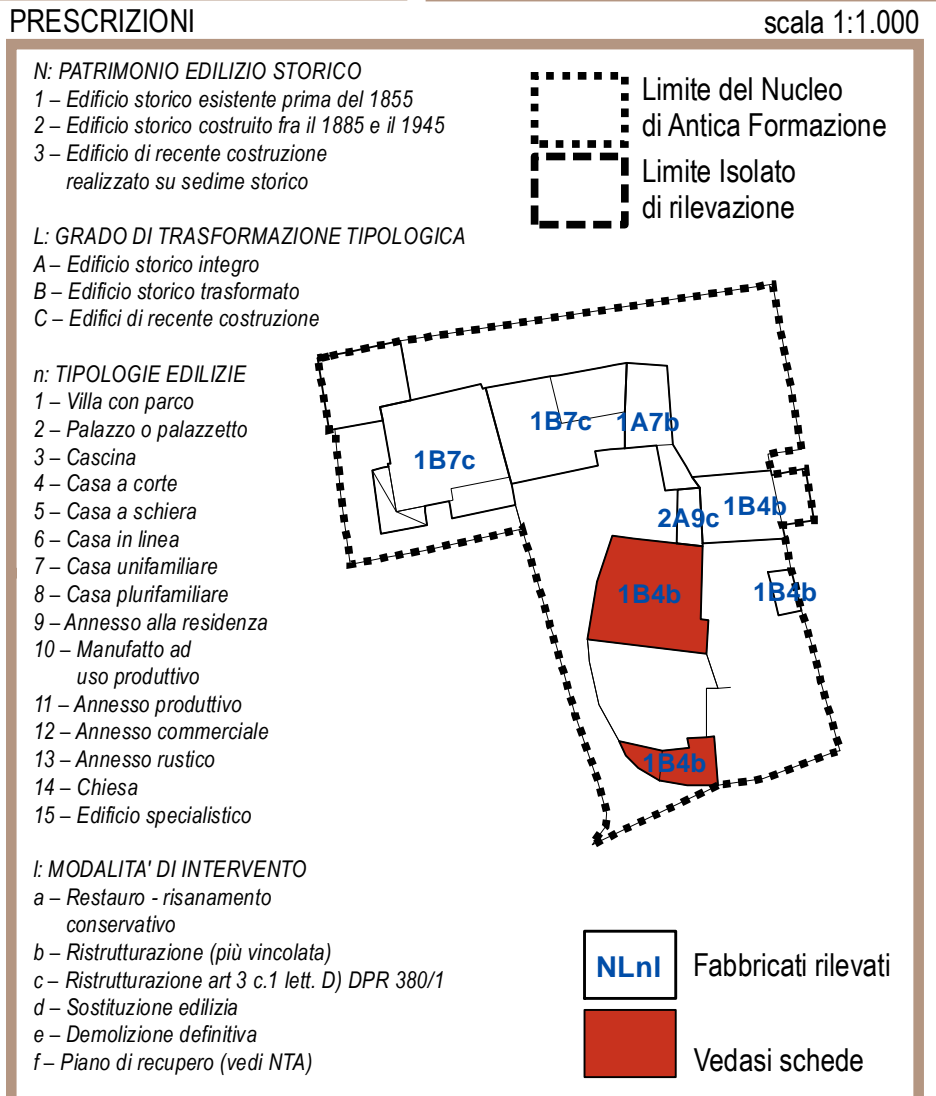 PRESCRIZIONI
scala 1:1.000
N: PATRIMONIO EDILIZIO STORICO
1 – Edificio storico esistente prima del 1855
2 – Edificio storico costruito fra il 1885 e il 1945
3 – Edificio di recente costruzione
realizzato su sedime storico
L: GRADO DI TRASFORMAZIONE TIPOLOGICA
A – Edificio storico integro
B – Edificio storico trasformato
C – Edifici di recente costruzione
n: TIPOLOGIE EDILIZIE
1 – Villa con parco
2 – Palazzo o palazzetto
3 – Cascina
4 – Casa a corte
5 – Casa a schiera
6 – Casa in linea
7 – Casa unifamiliare
8 – Casa plurifamiliare
9 – Annesso alla residenza
10 – Manufatto ad
uso produttivo
11 – Annesso produttivo
12 – Annesso commerciale
13 – Annesso rustico
14 – Chiesa
15 – Edificio specialistico
l: MODALITA' DI INTERVENTO
a – Restauro - risanamento
conservativo
b – Ristrutturazione (più vincolata)
c – Ristrutturazione art 3 c.1 lett. D) DPR 380/1
d – Sostituzione edilizia
e – Demolizione definitiva
f – Piano di recupero (vedi NTA)
Limite del Nucleo
di Antica Formazione
Limite Isolato
di rilevazione
1B7c
1B7c
1A7b
2A9c
1B4b
1B4b
1B4b
1B4b
NLnl
Fabbricati rilevati
Vedasi schede